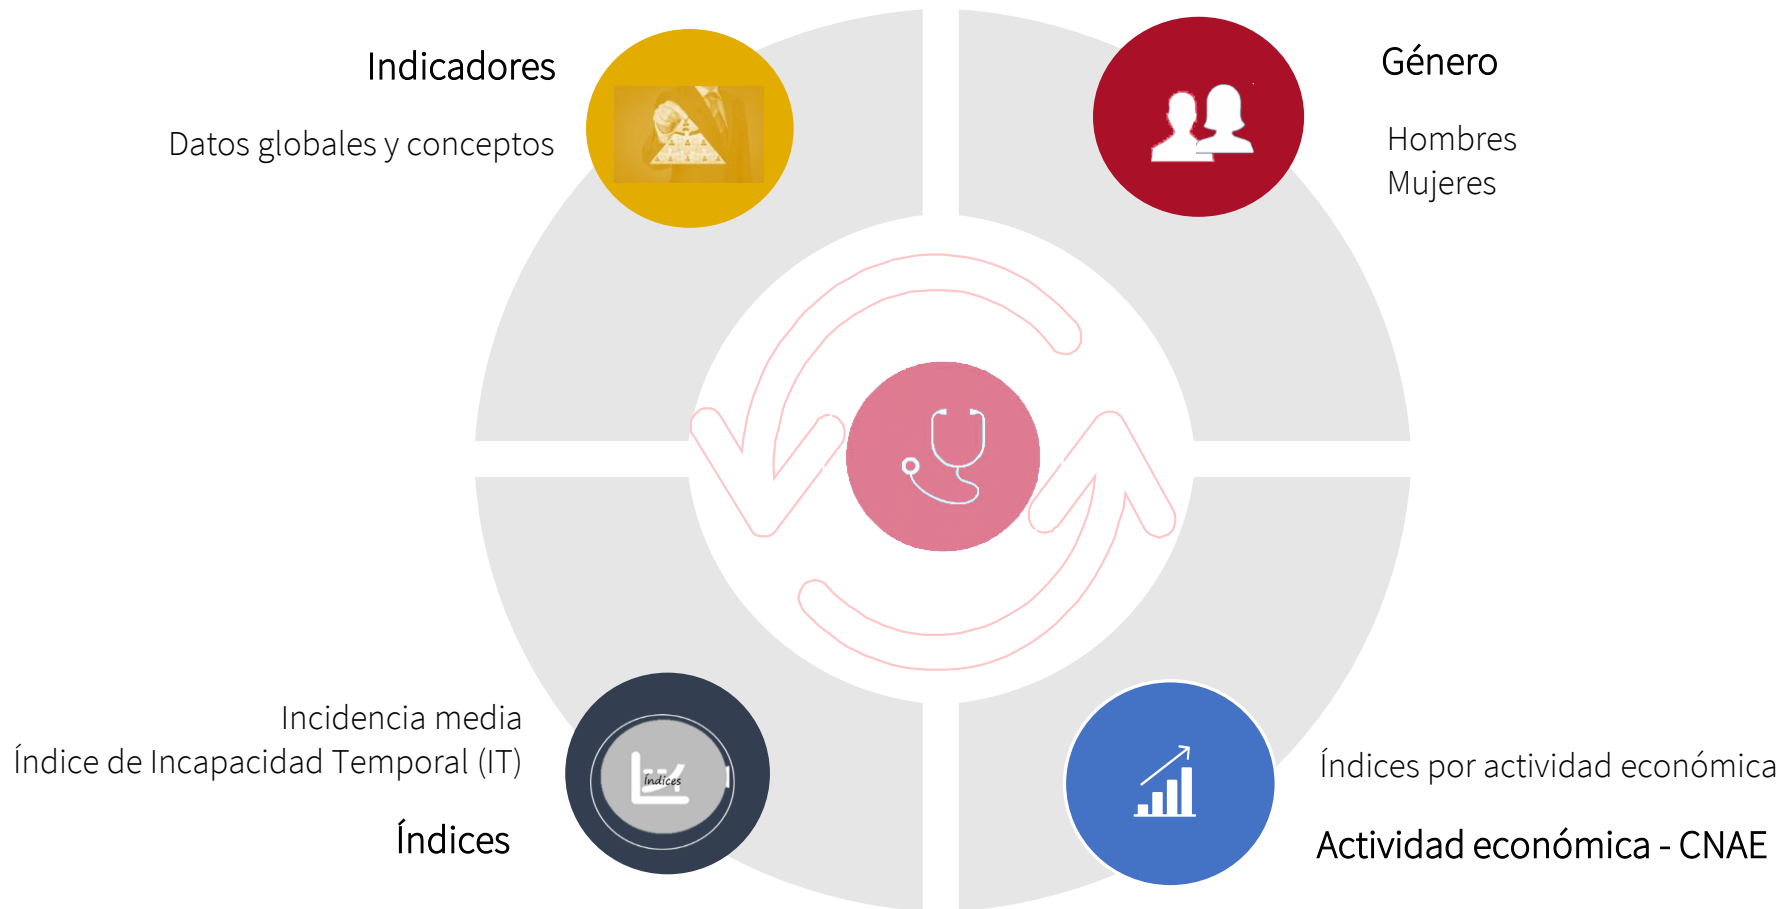 Indicadores
Datos globales y conceptos
Género
Hombres
Mujeres
Incidencia media
Índice de Incapacidad Temporal (IT)
Índices
Índices
Índices por actividad económica
Actividad económica - CNAE